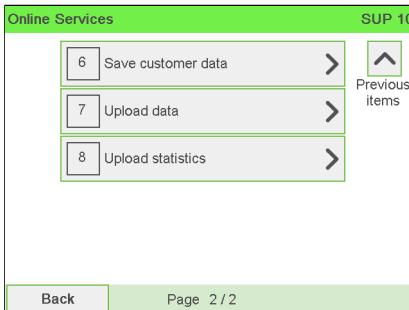 Online Services SUP 10
6 Save customer data
Previous
items
7 Upload data
8 Upload statistics
Back Page 2 / 2